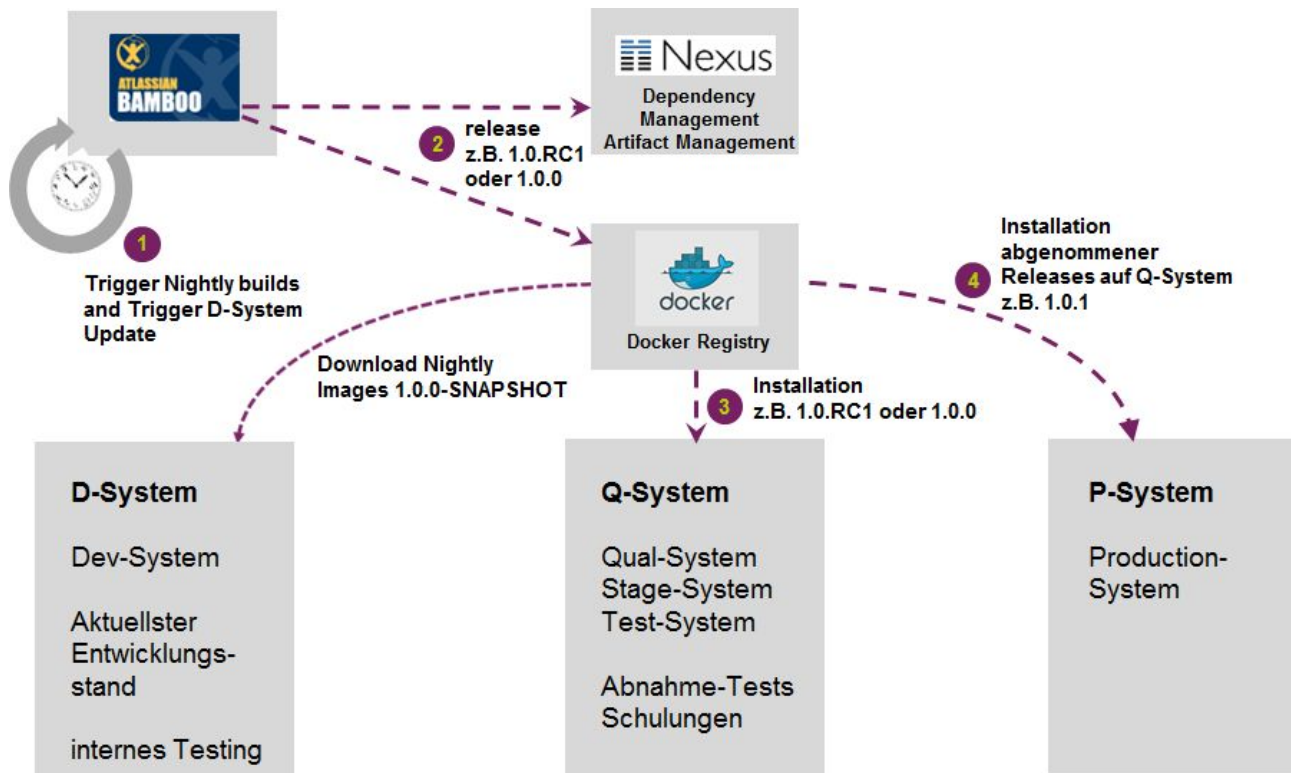 ATLASSIAN
BAMBOO
Nexus
Dependency
Management
Artifact Management
2
release
z.B. 1.0.RC1
oder 1.0.0
1
Trigger Nightly builds
and Trigger D-System
Update
docker
Docker Registry
4
Installation
abgenommener
Releases auf Q-System
z.B. 1.0.1
Download Nightly
Images 1.0.0-SNAPSHOT
3
Installation
z.B. 1.0.RC1 oder 1.0.0
D-System
Dev-System
Aktuellster
Entwicklungs-
stand
internes Testing
Q-System
Qual-System
Stage-System
Test-System
Abnahme-Tests
Schulungen
P-System
Production-
System